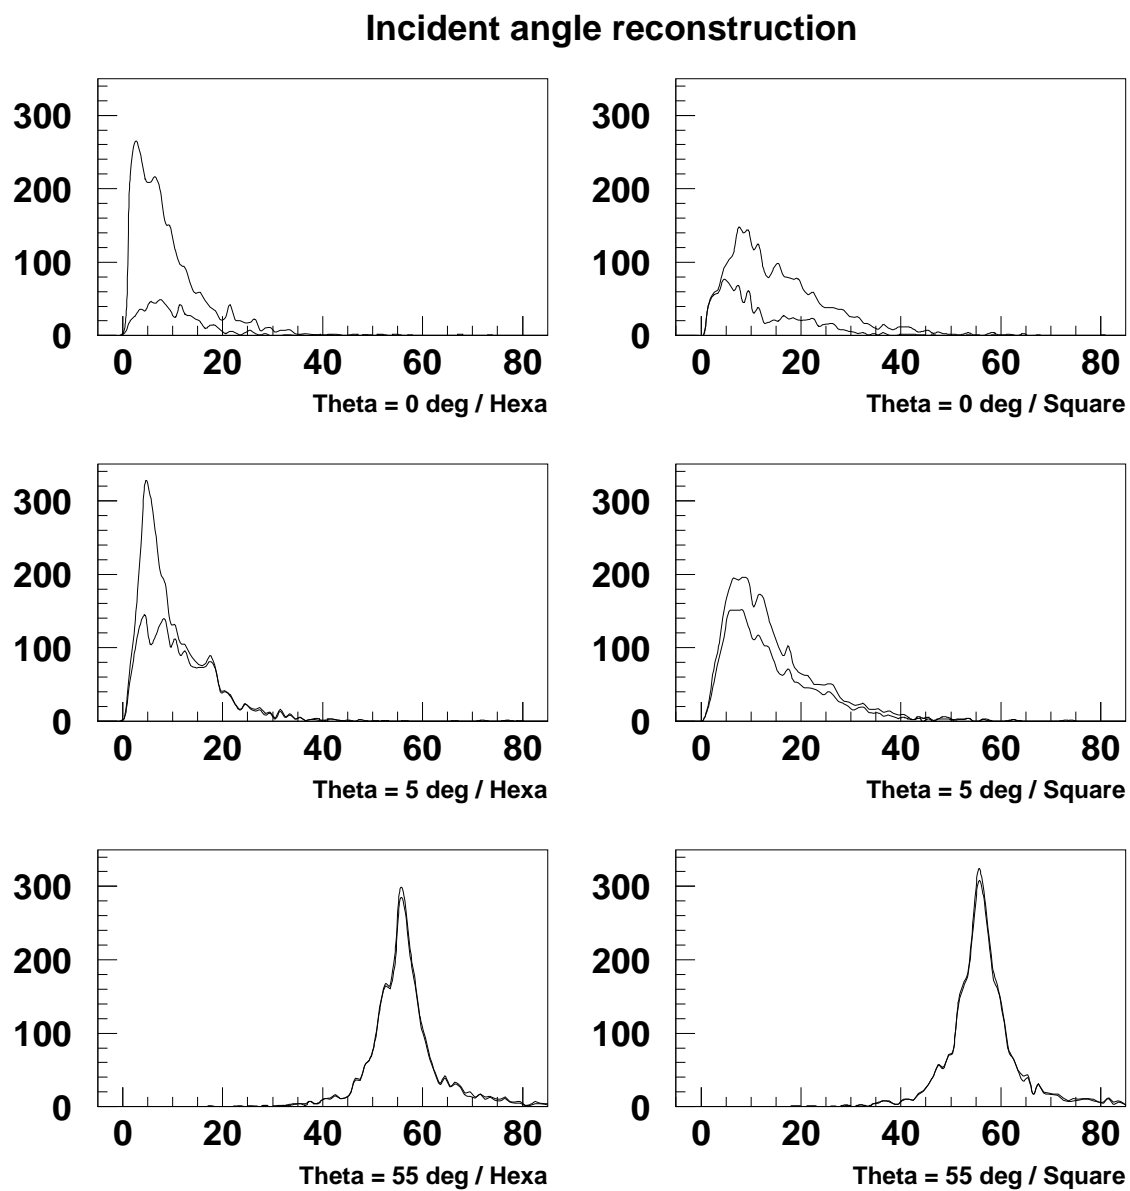 Incident angle reconstruction
300
200
100
0
0 20 40 60 80
Theta = 0 deg / Hexa
300
200
100
0
0 20 40 60 80
Theta = 0 deg / Square
300
200
100
0
0 20 40 60 80
Theta = 5 deg / Hexa
300
200
100
0
0 20 40 60 80
Theta = 5 deg / Square
300
200
100
0
0 20 40 60 80
Theta = 55 deg / Hexa
300
200
100
0
0 20 40 60 80
Theta = 55 deg / Square